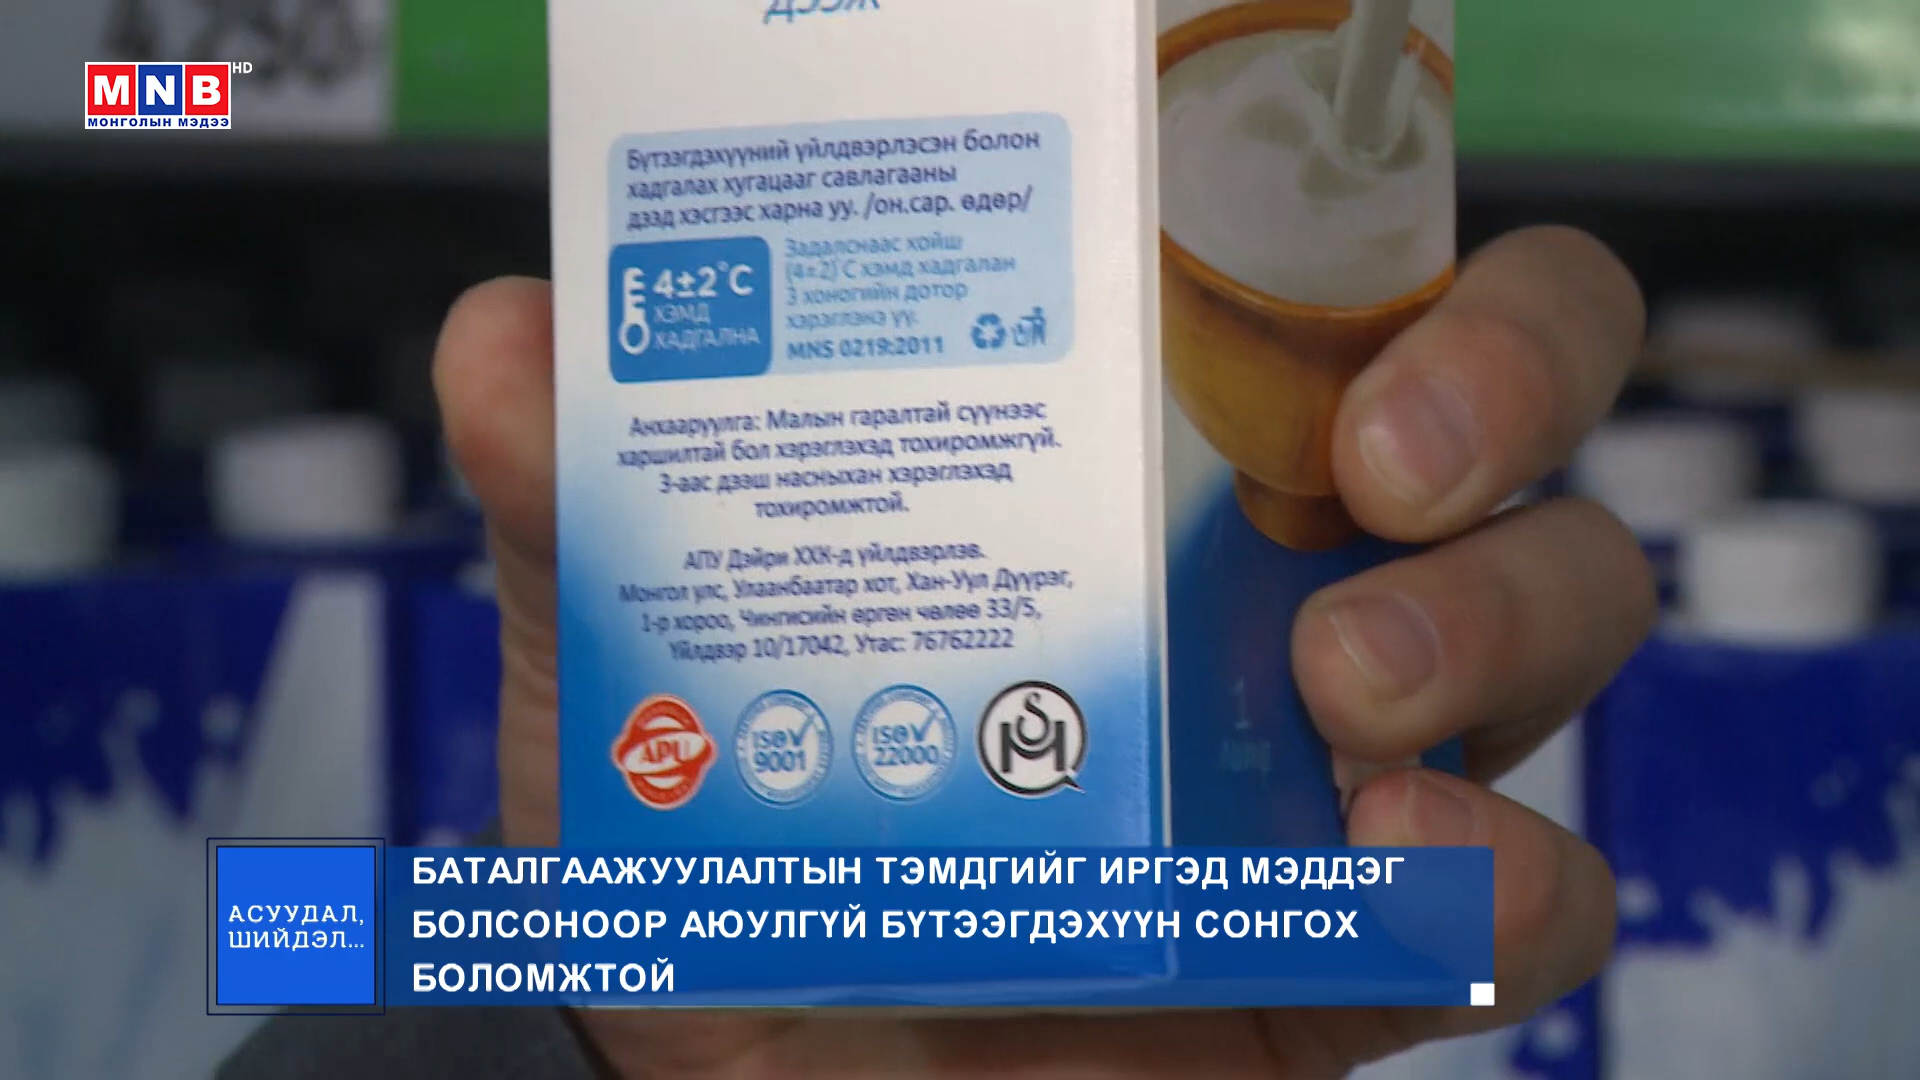 4,250
MNB HD
МОНГОЛЫН МЭДЭЭ
ДЭЭЖ
Бүтээгдэхүүний үйлдвэрлэсэн болон
хадгалах хугацааг савлагааны
дээд хэсгээс харна уу. /он.сар. өдөр/
4±2°C
ХЭМД
ХАДГАЛНА
Задалснаас хойш
(4±2)°C хэмд хадгалан
3 хоногийн дотор
хэрэглэнэ үү.
MNS 0219:2011
Анхааруулга: Малын гаралтай сүүнээс
харшилтай бол хэрэглэхэд тохиромжгүй.
3-аас дээш насныхан хэрэглэхэд
тохиромжтой.
АПУ Дэйри ХХК-д үйлдвэрлэв.
Монгол улс, Улаанбаатар хот, Хан-Уул Дүүрэг,
1-р хороо, Чингисийн өргөн чөлөө 33/5,
Үйлдвэр 10/17042, Утас: 76762222
APU
ISO
9001
ISO
22000
АСУУДАЛ,
ШИЙДЭЛ...
БАТАЛГААЖУУЛАЛТЫН ТЭМДГИЙГ ИРГЭД МЭДДЭГ
БОЛСОНООР АЮУЛГҮЙ БҮТЭЭГДЭХҮҮН СОНГОХ
БОЛОМЖТОЙ